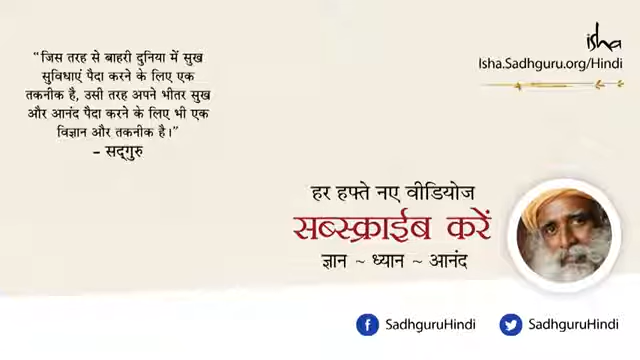 “जिस तरह से बाहरी दुनिया में सुख
सुविधाएं पैदा करने के लिए एक
तकनीक है, उसी तरह अपने भीतर सुख
और आनंद पैदा करने के लिए भी एक
विज्ञान और तकनीक है।”
– सद्गुरु
isha
Isha.Sadhguru.org/Hindi
हर हफ्ते नए वीडियोज
सब्स्क्राईब करें
ज्ञान ~ ध्यान ~ आनंद
SadhguruHindi
SadhguruHindi